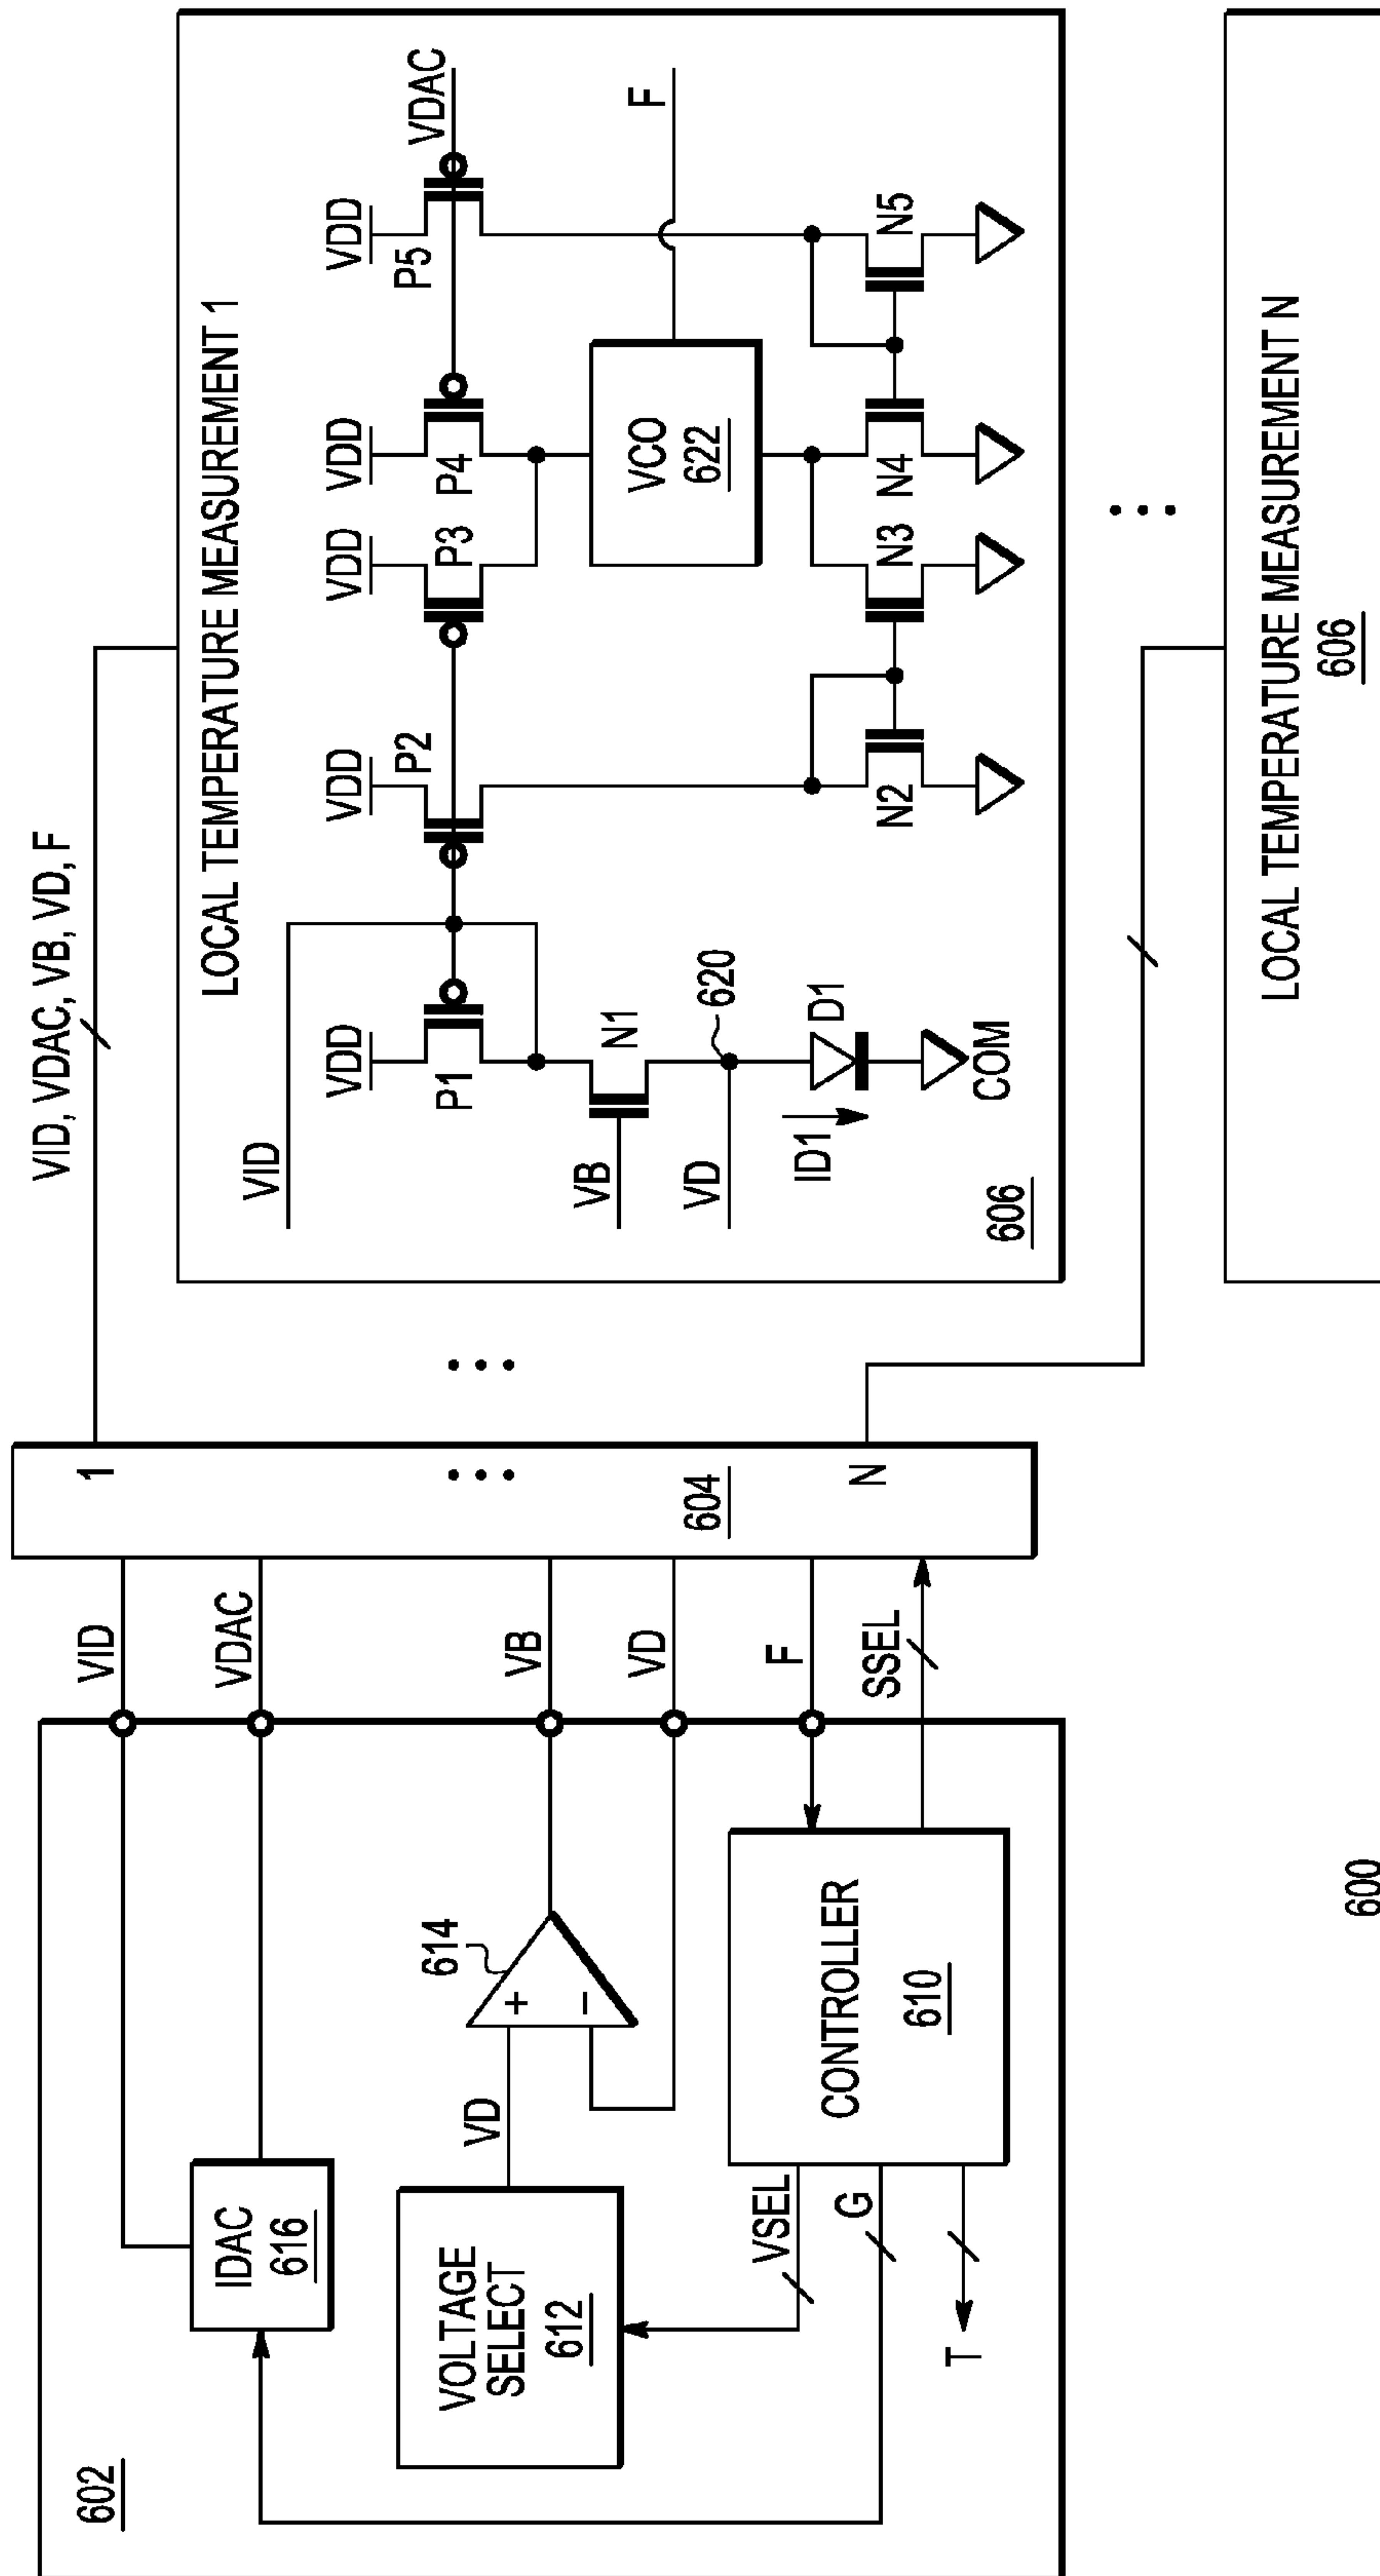 602
IDAC
616
VOLTAGE
SELECT
612
VD
614
+
−
CONTROLLER
610
VSEL
G
T
VID
VDAC
VB
VD
F
SSEL
1
604
N
VID, VDAC, VB, VD, F
LOCAL TEMPERATURE MEASUREMENT 1
VID
VDD
P1
VB
N1
VD
620
ID1
D1
COM
606
VDD
P2
VDD
P3
VDD
P4
VDD
P5
VDAC
VCO
622
F
N2
N3
N4
N5
LOCAL TEMPERATURE MEASUREMENT N
606
600